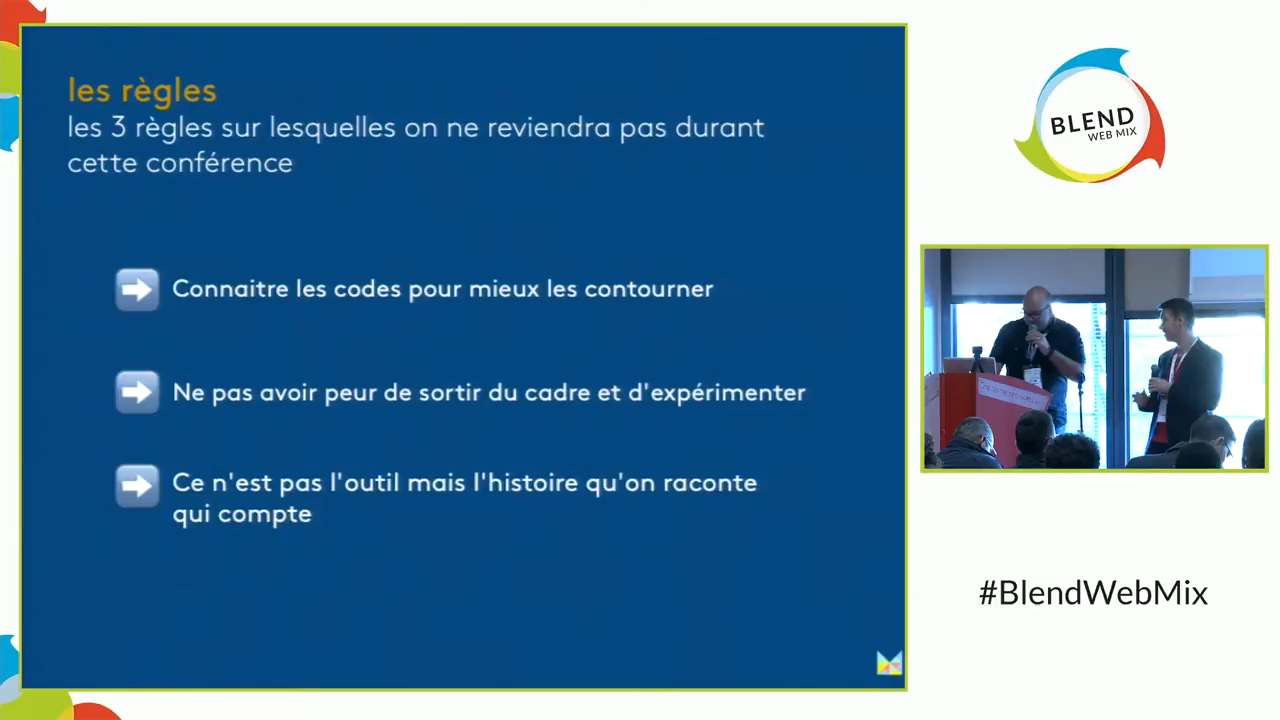 les règles
les 3 règles sur lesquelles on ne reviendra pas durant
cette conférence
Connaitre les codes pour mieux les contourner
Ne pas avoir peur de sortir du cadre et d'expérimenter
Ce n'est pas l'outil mais l'histoire qu'on raconte
qui compte
BLEND
WEB MIX
#BlendWebMix